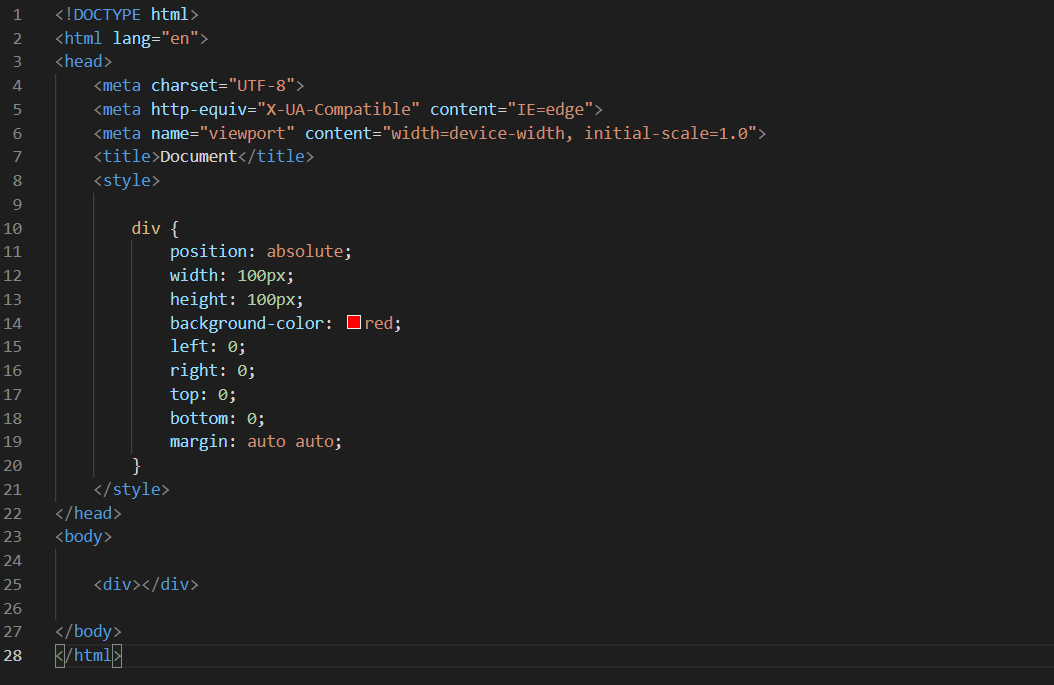 1 <!DOCTYPE html>
2 <html lang="en">
3 <head>
4     <meta charset="UTF-8">
5     <meta http-equiv="X-UA-Compatible" content="IE=edge">
6     <meta name="viewport" content="width=device-width, initial-scale=1.0">
7     <title>Document</title>
8     <style>
9
10         div {
11             position: absolute;
12             width: 100px;
13             height: 100px;
14             background-color: red;
15             left: 0;
16             right: 0;
17             top: 0;
18             bottom: 0;
19             margin: auto auto;
20         }
21     </style>
22 </head>
23 <body>
24
25     <div></div>
26
27 </body>
28 </html>